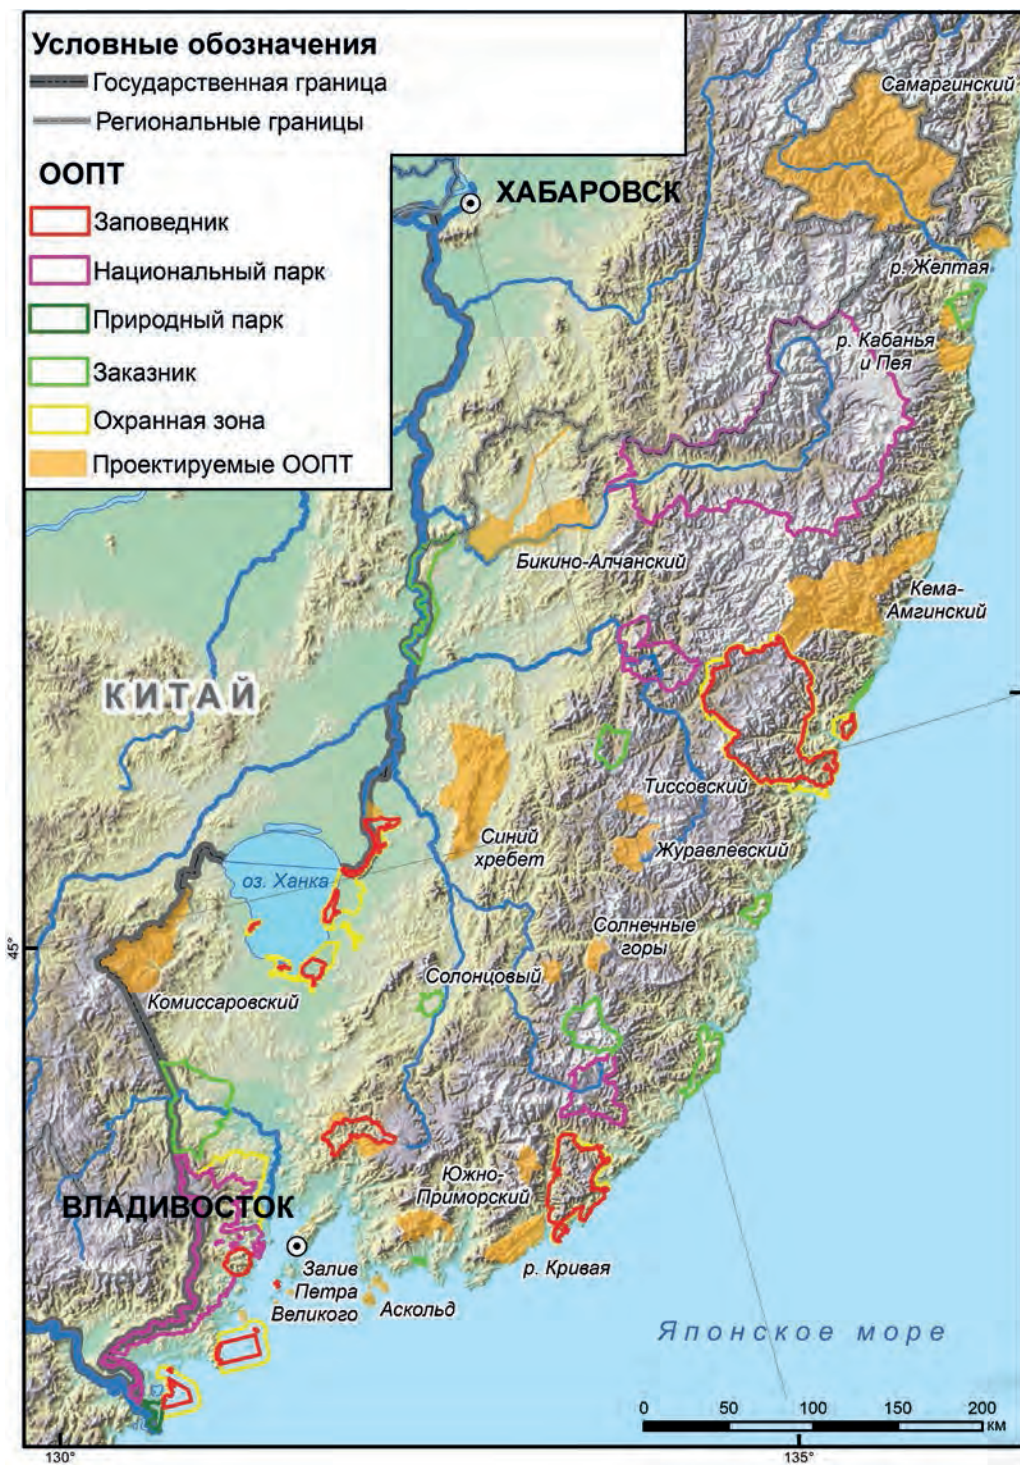 Условные обозначения
Государственная граница
Региональные границы
ООПТ
Заповедник
Национальный парк
Природный парк
Заказник
Охранная зона
Проектируемые ООПТ
Самаргинский
ХАБАРОВСК
р. Желтая
р. Кабанья
и Пея
Бикино-Алчанский
Кема-
Амгинский
КИТАЙ
Тиссовский
Синий
хребет
Журавлевский
оз. Ханка
Солнечные
горы
45°
Солонцовый
Комиссаровский
Южно-
Приморский
ВЛАДИВОСТОК
р. Кривая
Залив
Петра
Великого
Аскольд
Японское море
0 50 100 150 200
км
130°
135°